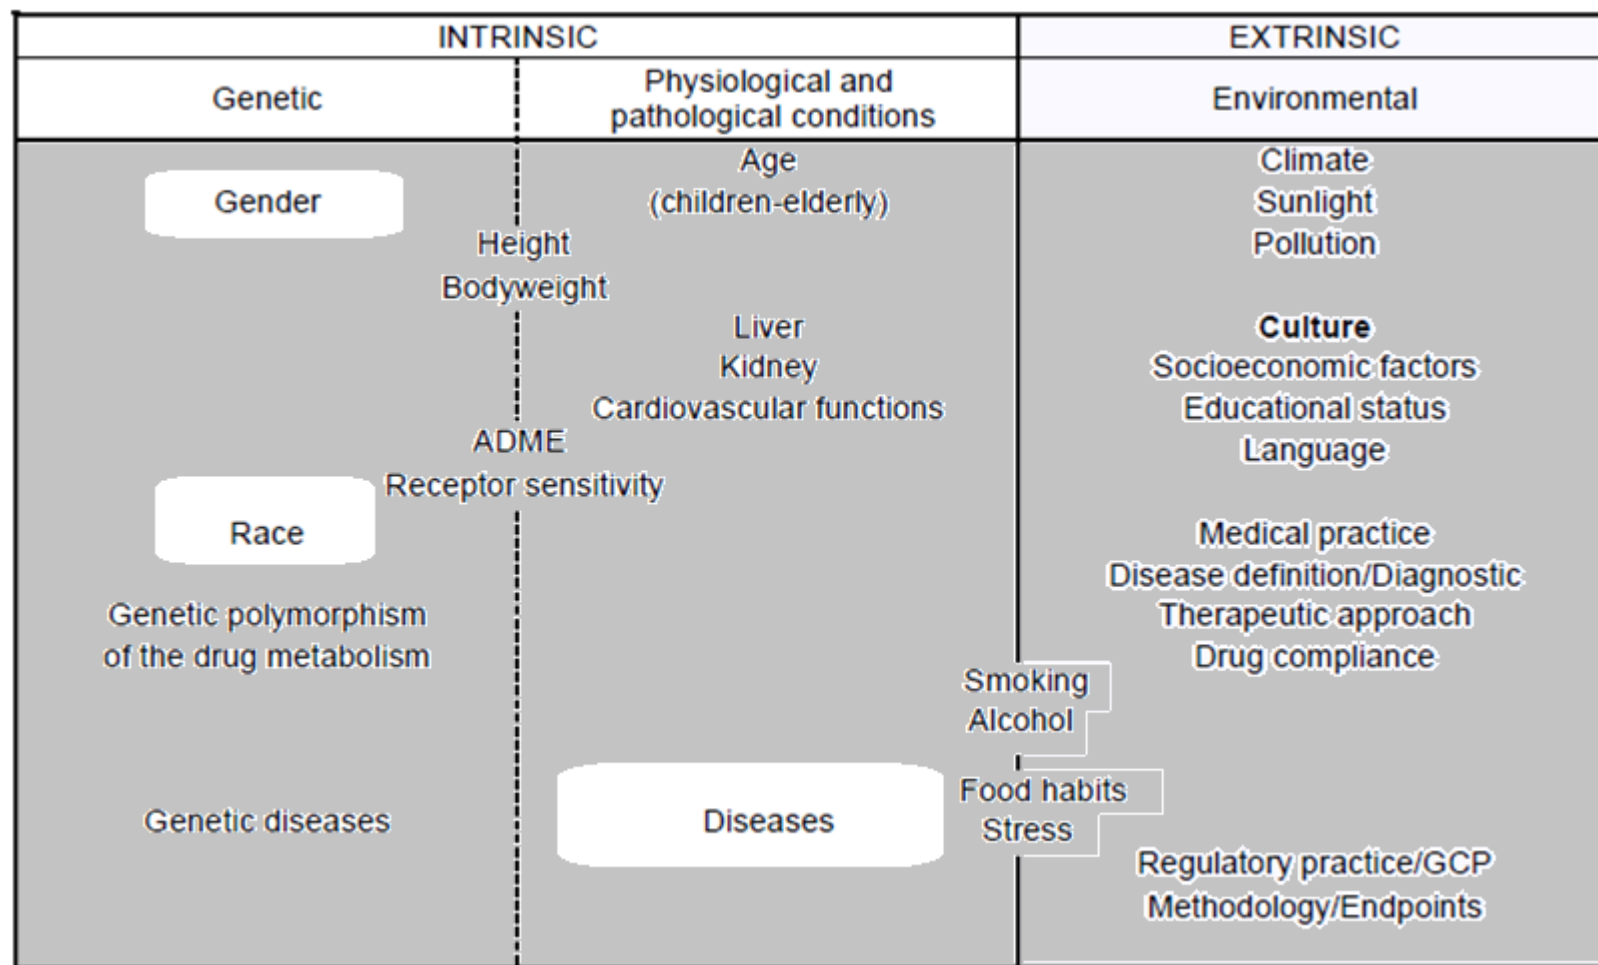 INTRINSIC
EXTRINSIC
Genetic
Physiological and
pathological conditions
Environmental
Gender
Height
Bodyweight
ADME
Receptor sensitivity
Race
Genetic polymorphism
of the drug metabolism
Genetic diseases
Age
(children-elderly)
Liver
Kidney
Cardiovascular functions
Diseases
Smoking
Alcohol
Food habits
Stress
Climate
Sunlight
Pollution
Culture
Socioeconomic factors
Educational status
Language
Medical practice
Disease definition/Diagnostic
Therapeutic approach
Drug compliance
Regulatory practice/GCP
Methodology/Endpoints